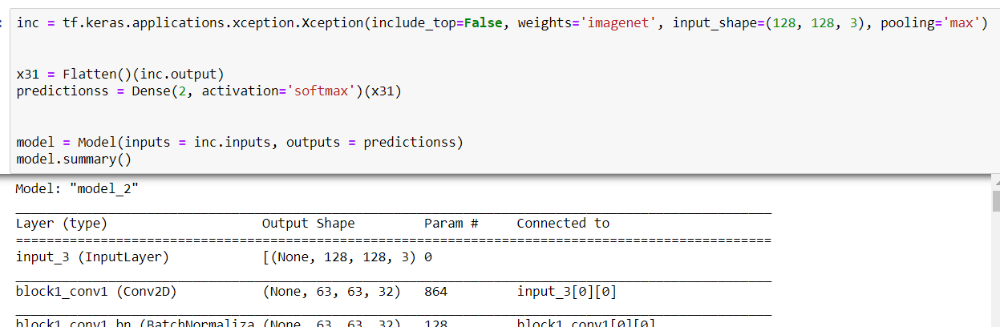 inc = tf.keras.applications.xception.Xception(include_top=False, weights='imagenet', input_shape=(128, 128, 3), pooling='max')
x31 = Flatten()(inc.output)
predictionss = Dense(2, activation='softmax')(x31)
model = Model(inputs = inc.inputs, outputs = predictionss)
model.summary()
Model: "model_2"
Layer (type) Output Shape Param # Connected to
input_3 (InputLayer) [(None, 128, 128, 3) 0
block1_conv1 (Conv2D) (None, 63, 63, 32) 864 input_3[0][0]
block1_conv1_bn (BatchNormaliza (None, 63, 63, 32) 128 block1_conv1[0][0]